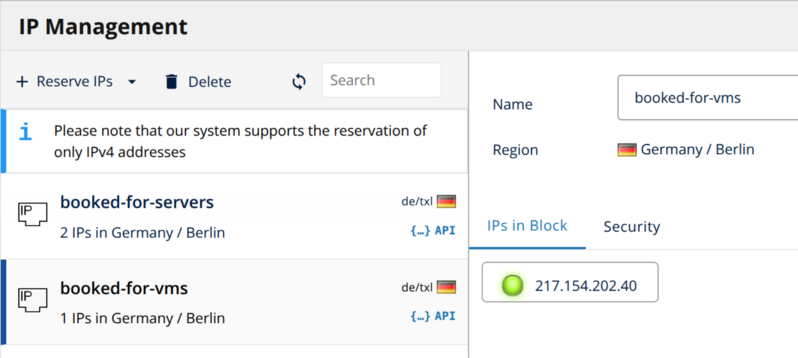 IP Management
+ Reserve IPs
Delete
Search
i
Please note that our system supports the reservation of
only IPv4 addresses
IP
booked-for-servers
de/txl
2 IPs in Germany / Berlin
{...} API
IP
booked-for-vms
de/txl
1 IPs in Germany / Berlin
{...} API
Name
booked-for-vms
Region
Germany / Berlin
IPs in Block
Security
217.154.202.40